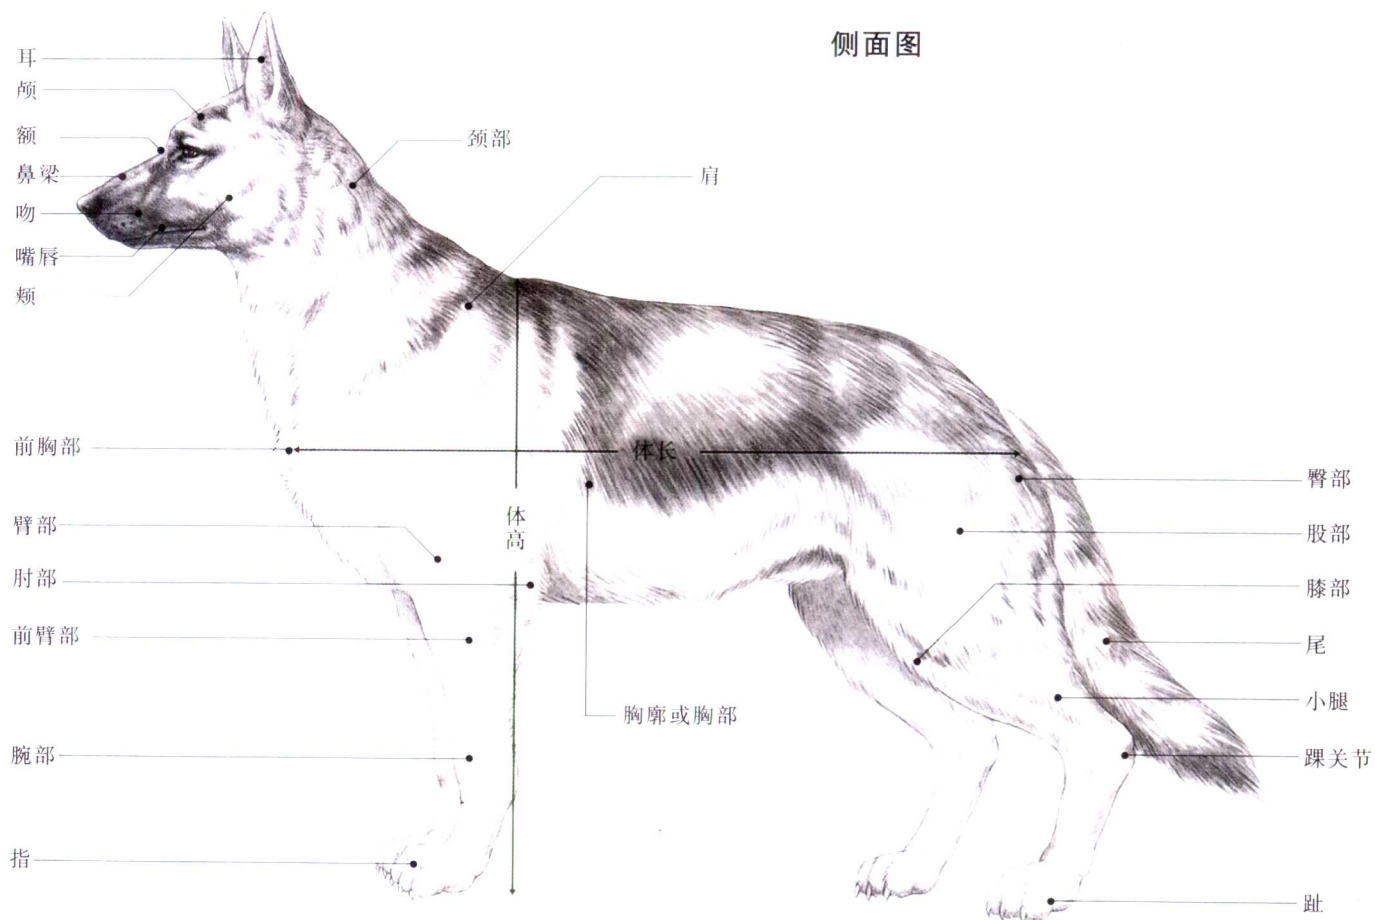 侧面图
耳
颅
额
鼻梁
吻
嘴唇
颊
颈部
肩
前胸部
体长
体高
臂部
肘部
前臂部
腕部
指
胸廓或胸部
臀部
股部
膝部
尾
小腿
踝关节
趾